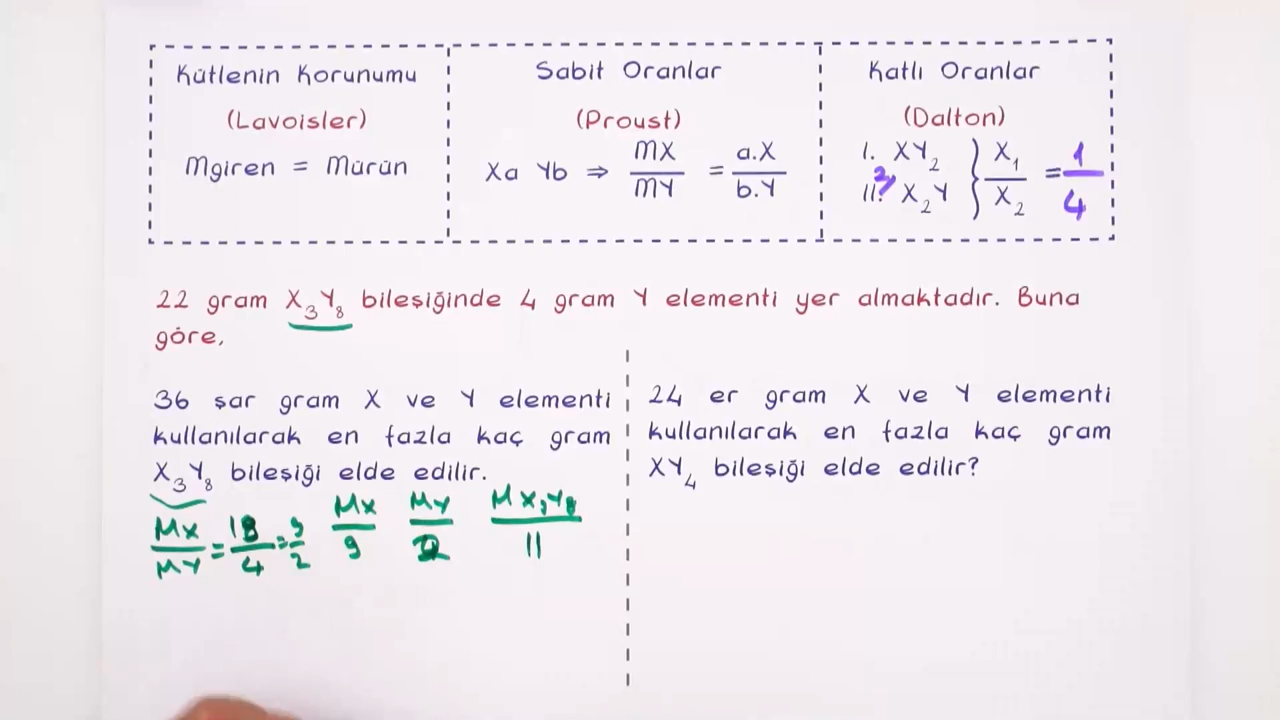 Kütlenin Korunumu
(Lavoisler)
Mgiren = Mürün
Sabit Oranlar
(Proust)
Xa Yb ⇒ MX/MY = a.X/b.Y
Katlı Oranlar
(Dalton)
I. XY₂ } X₁/X₂ = 1/4
II. 2/ X₂Y
22 gram X₃Y₈ bileşiğinde 4 gram Y elementi yer almaktadır. Buna
göre,
36 şar gram X ve Y elementi
kullanılarak en fazla kaç gram
X₃Y₈ bileşiği elde edilir.
MX/MY = 18/4 = 9/2 MX/9 MY/2 MX₃Y₈/11
24 er gram X ve Y elementi
kullanılarak en fazla kaç gram
XY₄ bileşiği elde edilir?